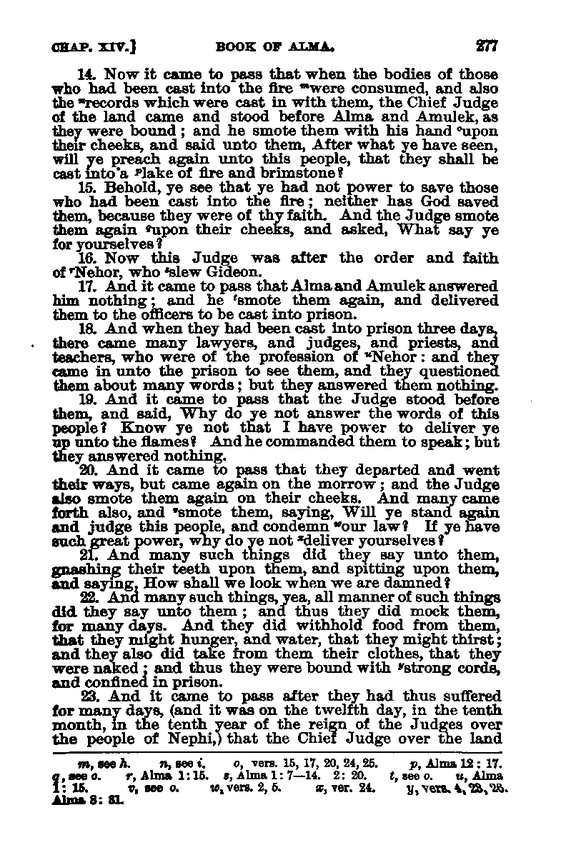 CHAP. XIV.] BOOK OF ALMA. 277
14. Now it came to pass that when the bodies of those
who had been cast into the fire ᵐwere consumed, and also
the ⁿrecords which were cast in with them, the Chief Judge
of the land came and stood before Alma and Amulek, as
they were bound; and he smote them with his hand ᵒupon
their cheeks, and said unto them, After what ye have seen,
will ye preach again unto this people, that they shall be
cast into a ᵖlake of fire and brimstone?
15. Behold, ye see that ye had not power to save those
who had been cast into the fire; neither has God saved
them, because they were of thy faith. And the Judge smote
them again qupon their cheeks, and asked, What say ye
for yourselves?
16. Now this Judge was after the order and faith
of ʳNehor, who ˢslew Gideon.
17. And it came to pass that Alma and Amulek answered
him nothing; and he ᵗsmote them again, and delivered
them to the officers to be cast into prison.
18. And when they had been cast into prison three days,
there came many lawyers, and judges, and priests, and
teachers, who were of the profession of ᵘNehor: and they
came in unto the prison to see them, and they questioned
them about many words; but they answered them nothing.
19. And it came to pass that the Judge stood before
them, and said, Why do ye not answer the words of this
people? Know ye not that I have power to deliver ye
up unto the flames? And he commanded them to speak; but
they answered nothing.
20. And it came to pass that they departed and went
their ways, but came again on the morrow; and the Judge
also smote them again on their cheeks. And many came
forth also, and ᵛsmote them, saying, Will ye stand again
and judge this people, and condemn ʷour law? If ye have
such great power, why do ye not ˣdeliver yourselves?
21. And many such things did they say unto them,
gnashing their teeth upon them, and spitting upon them,
and saying, How shall we look when we are damned?
22. And many such things, yea, all manner of such things
did they say unto them; and thus they did mock them,
for many days. And they did withhold food from them,
that they might hunger, and water, that they might thirst;
and they also did take from them their clothes, that they
were naked; and thus they were bound with ʸstrong cords,
and confined in prison.
23. And it came to pass after they had thus suffered
for many days, (and it was on the twelfth day, in the tenth
month, in the tenth year of the reign of the Judges over
the people of Nephi,) that the Chief Judge over the land
m, see h. n, see i. o, vers. 15, 17, 20, 24, 25. p, Alma 12: 17.
q, see o. r, Alma 1: 15. s, Alma 1: 7—14. 2: 20. t, see o. u, Alma
1: 15. v, see o. w, vers. 2, 5. x, ver. 24. y, vers. 4, 23, 26.
Alma 8: 31.